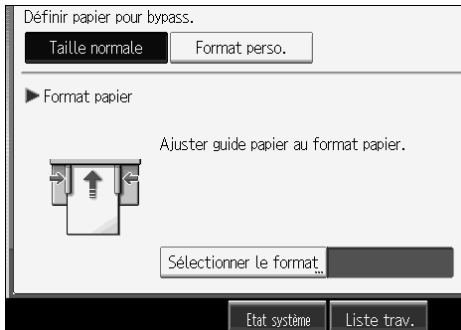 Définir papier pour bypass.
Taille normale Format perso.
▶ Format papier
Ajuster guide papier au format papier.
Sélectionner le format...
Etat système Liste trav.